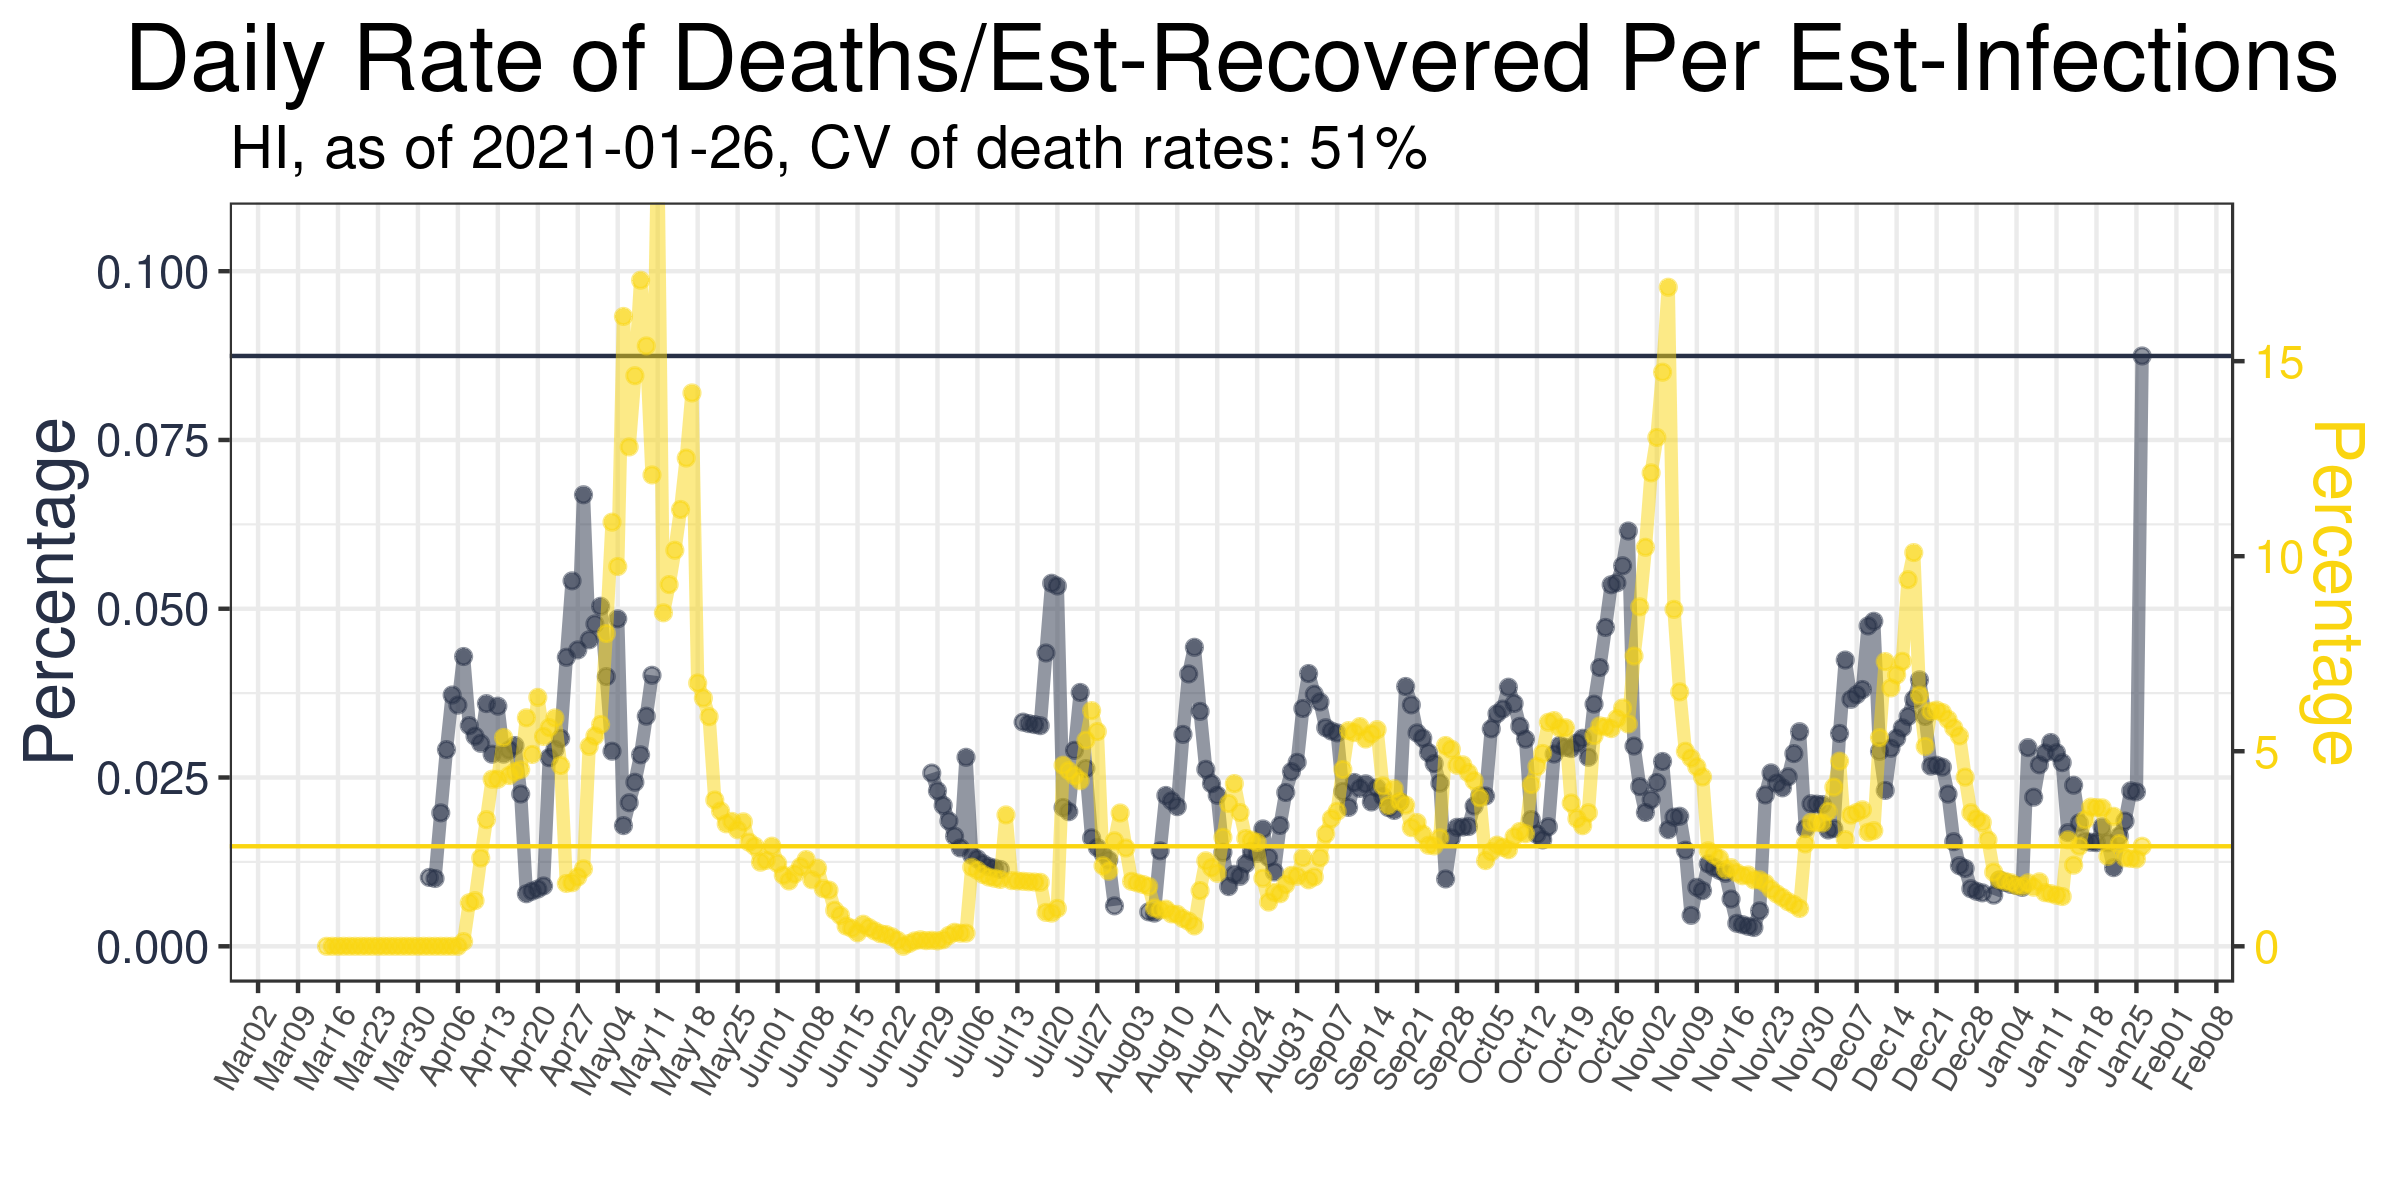 Daily Rate of Deaths/Est-Recovered Per Est-Infections
HI, as of 2021-01-26, CV of death rates: 51%
Percentage
0.100
0.075
0.050
0.025
0.000
15
10
5
0
Percentage
Mar02 Mar09 Mar16 Mar23 Mar30 Apr06 Apr13 Apr20 Apr27 May04 May11 May18 May25 Jun01 Jun08 Jun15 Jun22 Jun29 Jul06 Jul13 Jul20 Jul27 Aug03 Aug10 Aug17 Aug24 Aug31 Sep07 Sep14 Sep21 Sep28 Oct05 Oct12 Oct19 Oct26 Nov02 Nov09 Nov16 Nov23 Nov30 Dec07 Dec14 Dec21 Dec28 Jan04 Jan11 Jan18 Jan25 Feb01 Feb08